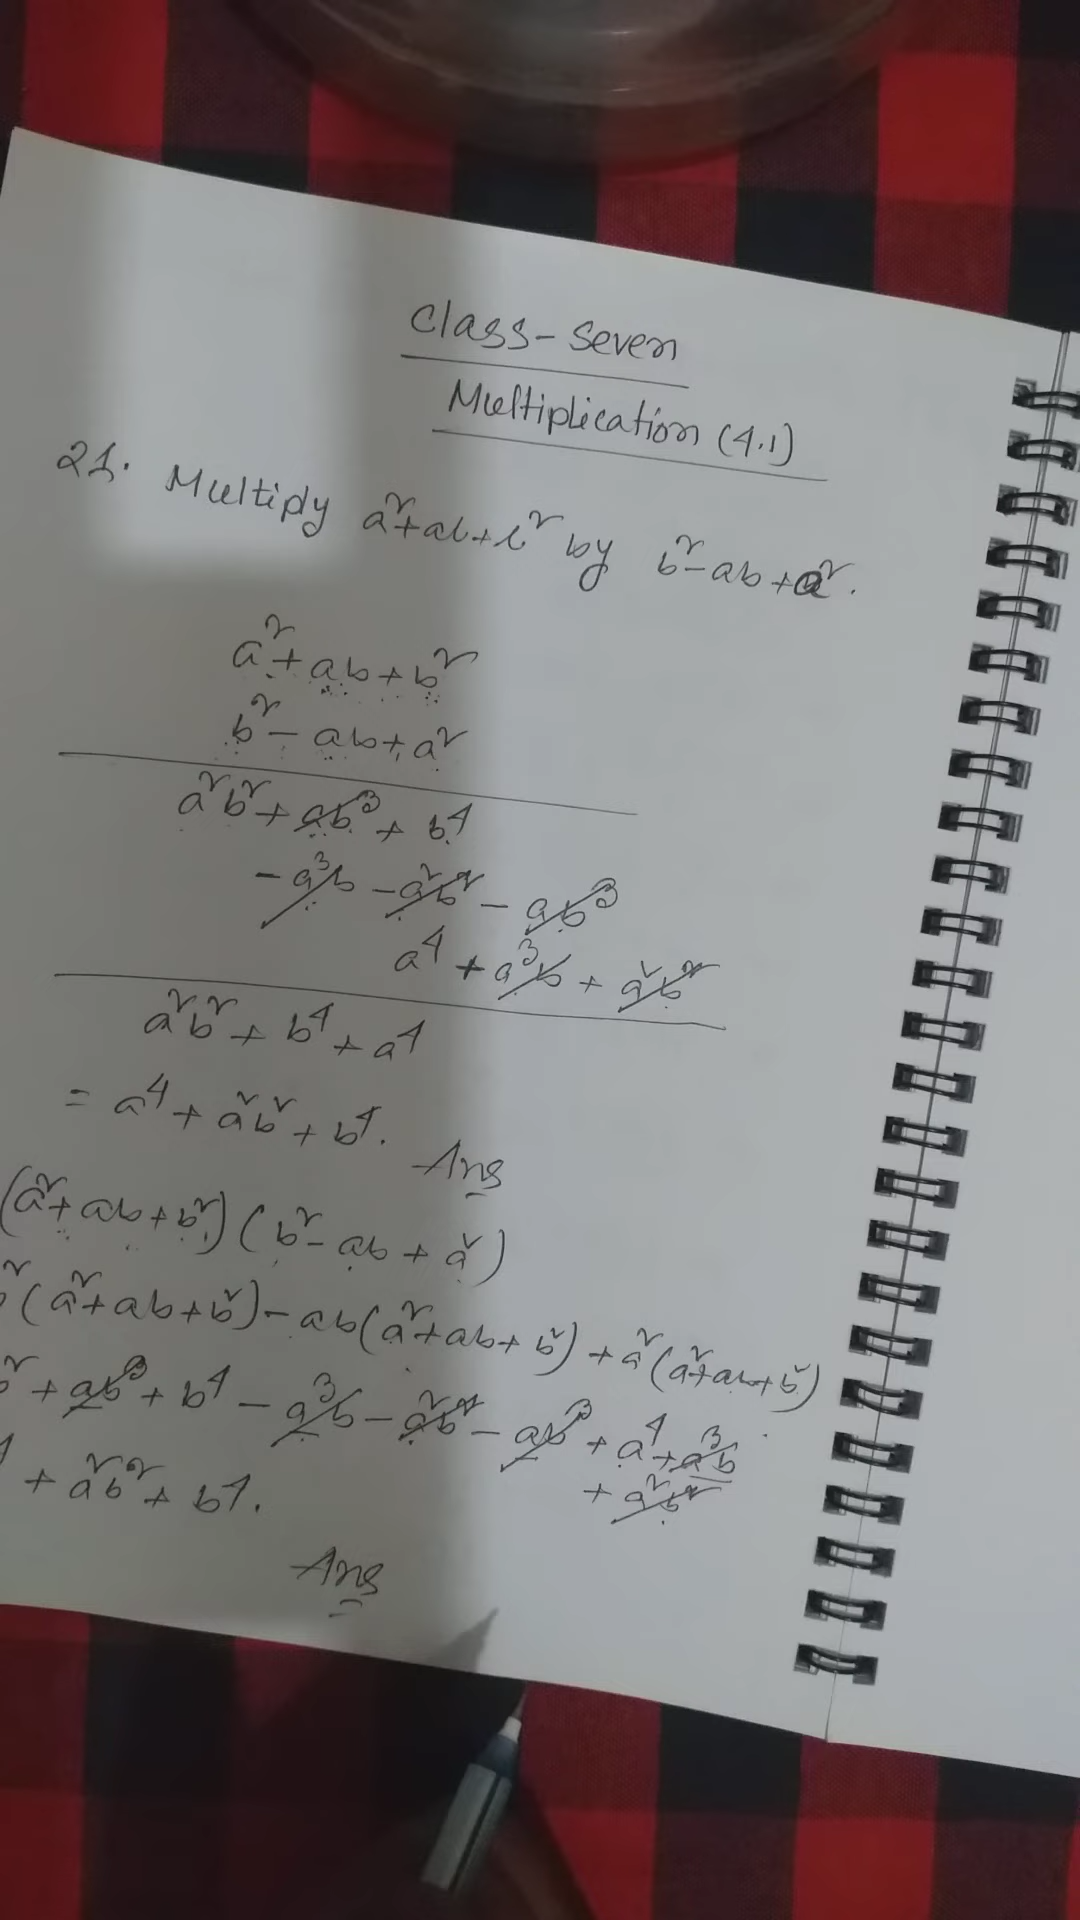 Class-Seven
Multiplication (4.1)
21. Multiply a²+ab+b² by b²-ab+a².
a²+ab+b²
b²-ab+a²
a²b²+ab³+b⁴
-a³b-a²b²-ab³
a⁴+a³b+a²b²
a²b²+b⁴+a⁴
=a⁴+a²b²+b⁴. Ans
(a²+ab+b²)(b²-ab+a²)
(a²+ab+b²)-ab(a²+ab+b²)+a²(a²+ab+b²)
+ab³+b⁴-a³b-a²b²-ab³+a⁴+a³b
+a²b²
+a²b²+b⁴.
Ans